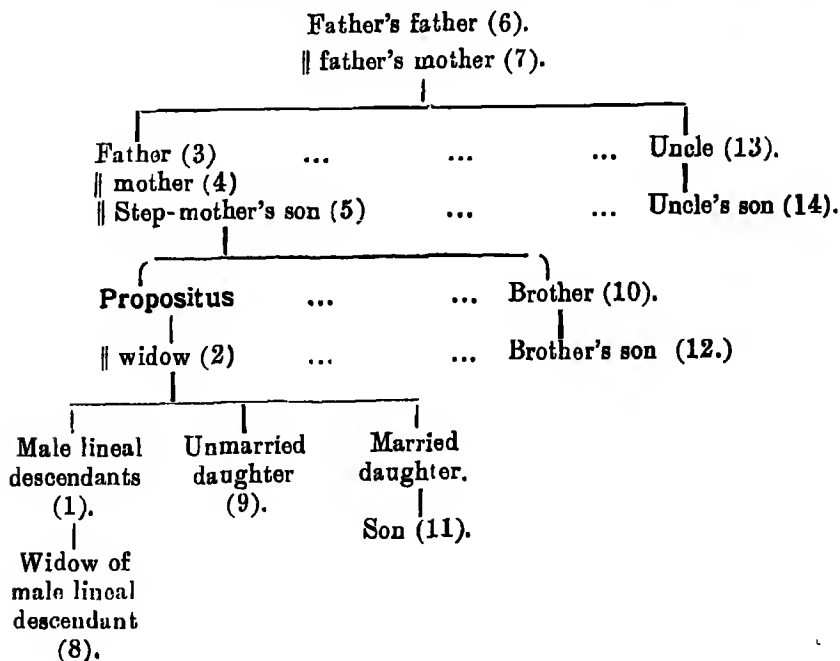 Father's father (6).
‖ father's mother (7).
Father (3) ... ... ... Uncle (13).
‖ mother (4)
‖ Step-mother's son (5) ... ... Uncle's son (14).
Propositus ... ... Brother (10).
‖ widow (2) ... ... Brother's son (12.)
Male lineal Unmarried Married
descendants daughter daughter.
(1). (9).
Son (11).
Widow of
male lineal
descendant
(8).